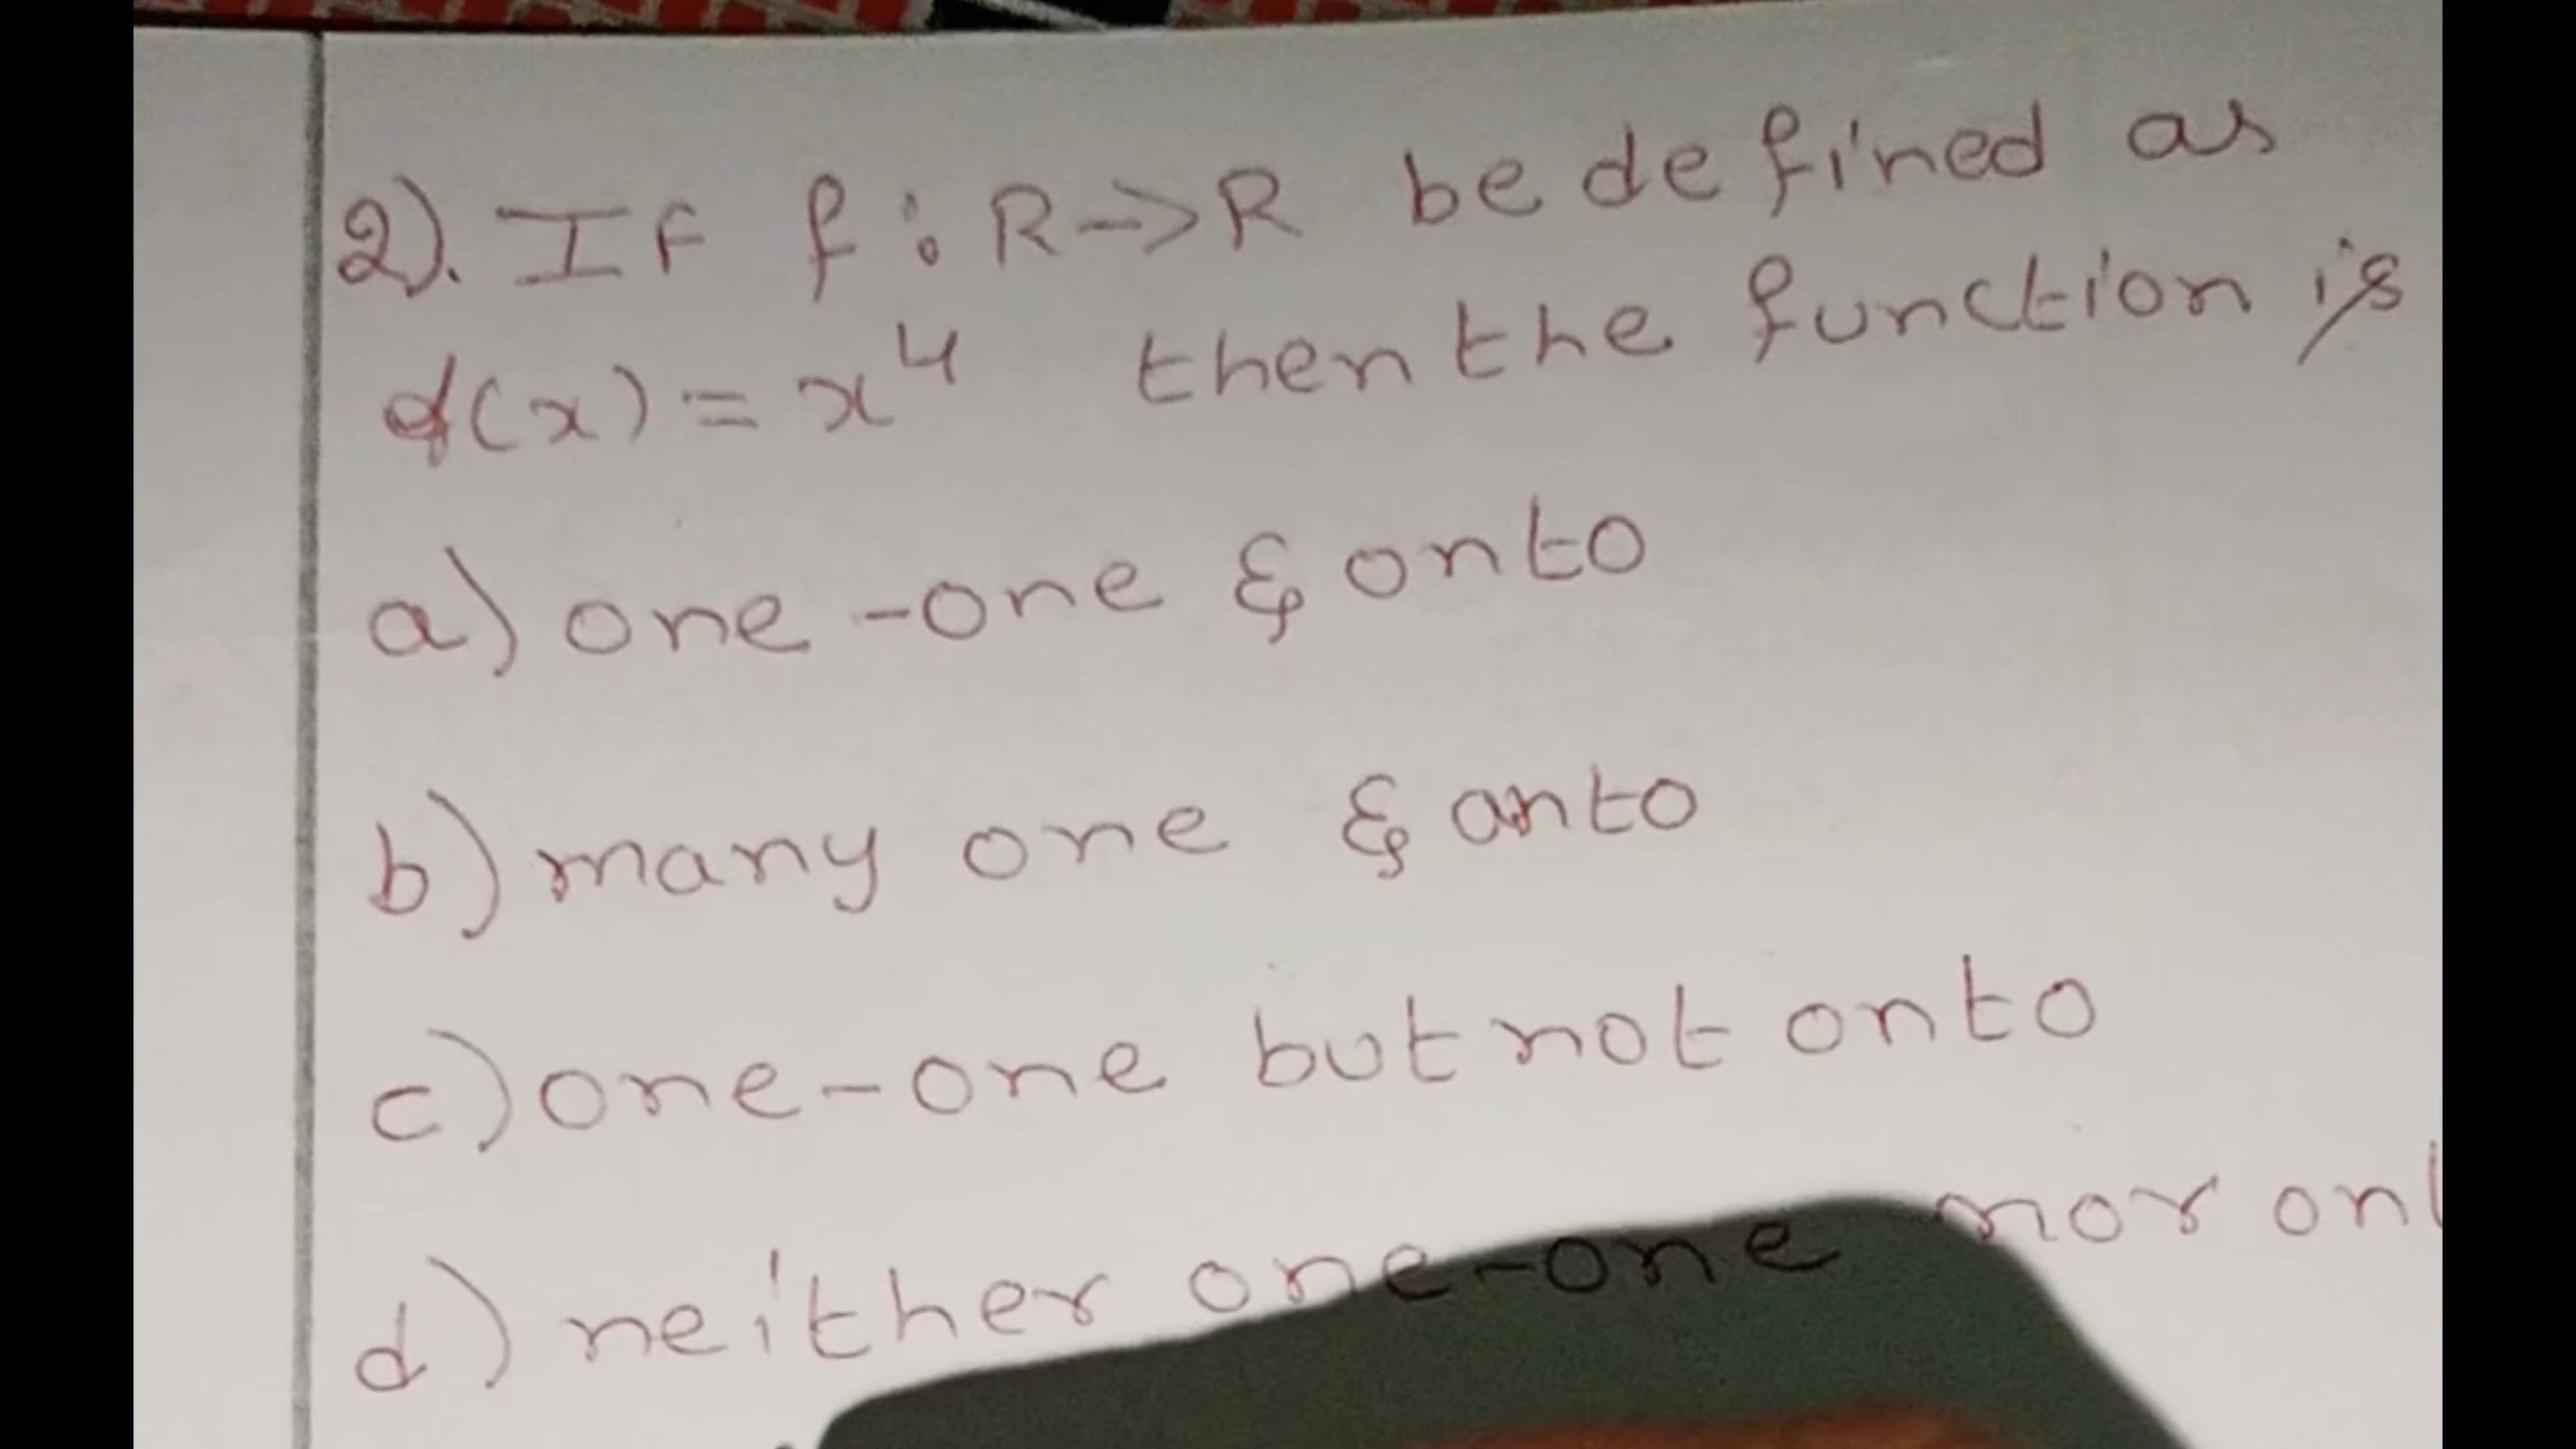 2). If f : R->R be defined as
f(x) = x⁴ then the function is
a) one-one & onto
b) many one & onto
c) one-one but not onto
d) neither one-one nor